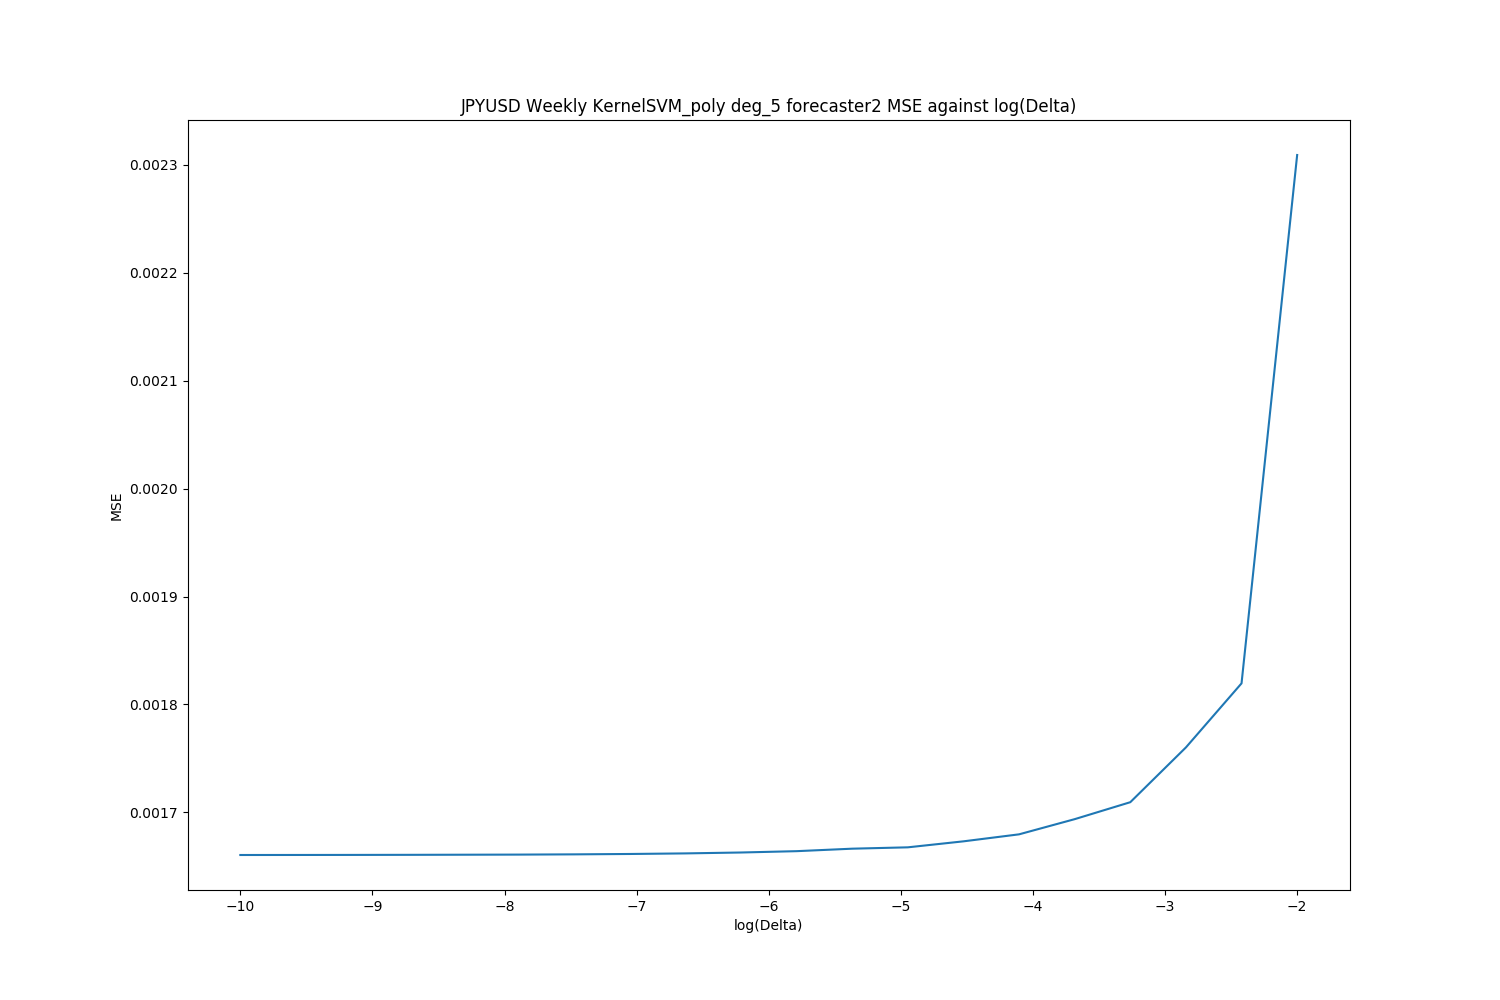 JPYUSD Weekly KernelSVM_poly deg_5 forecaster2 MSE against log(Delta)
0.0023
0.0022
0.0021
0.0020
0.0019
0.0018
0.0017
MSE
−10 −9 −8 −7 −6 −5 −4 −3 −2
log(Delta)